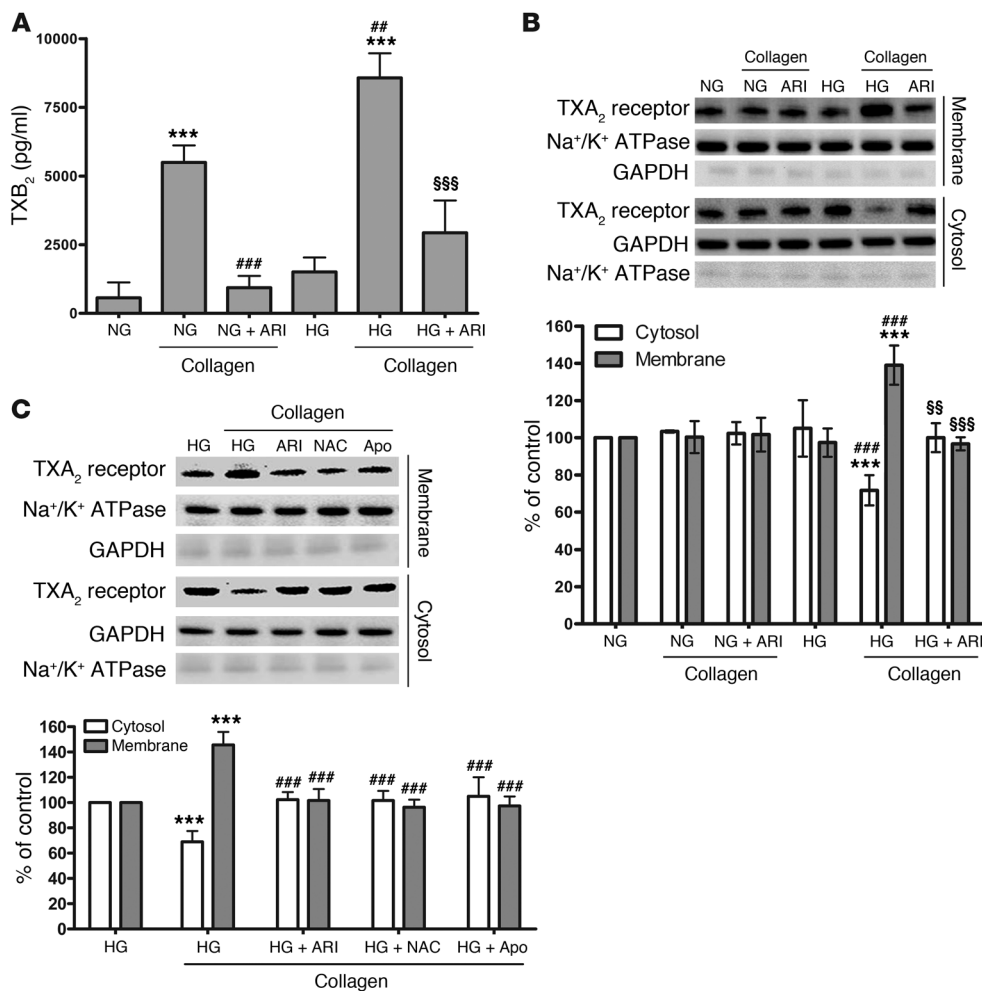 A
TXB2 (pg/ml)
10000
7500
5000
2500
0
***
###
##
***
§§§
NG NG NG + ARI HG HG HG + ARI
Collagen Collagen
B
Collagen Collagen
NG NG ARI HG HG ARI
TXA2 receptor
Na+/K+ ATPase
GAPDH
Membrane
TXA2 receptor
GAPDH
Na+/K+ ATPase
Cytosol
% of control
160
140
120
100
80
60
40
20
0
Cytosol
Membrane
###
***
###
***
§§
§§§
NG NG NG + ARI HG HG HG + ARI
Collagen Collagen
C
Collagen
HG HG ARI NAC Apo
TXA2 receptor
Na+/K+ ATPase
GAPDH
Membrane
TXA2 receptor
GAPDH
Na+/K+ ATPase
Cytosol
% of control
160
140
120
100
80
60
40
20
0
Cytosol
Membrane
***
***
### ###
### ###
### ###
HG HG HG + ARI HG + NAC HG + Apo
Collagen